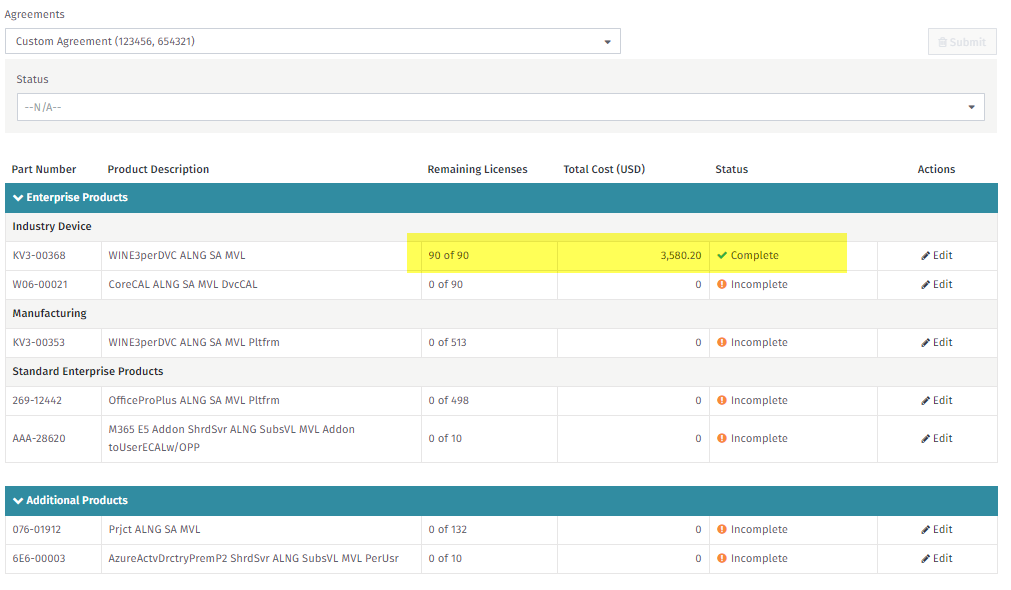 Agreements
Custom Agreement (123456, 654321)
Submit
Status
--N/A--
Part Number Product Description Remaining Licenses Total Cost (USD) Status Actions
Enterprise Products
Industry Device
KV3-00368 WINE3perDVC ALNG SA MVL 90 of 90 3,580.20 Complete Edit
W06-00021 CoreCAL ALNG SA MVL DvcCAL 0 of 90 0 Incomplete Edit
Manufacturing
KV3-00353 WINE3perDVC ALNG SA MVL Pltfrm 0 of 513 0 Incomplete Edit
Standard Enterprise Products
269-12442 OfficeProPlus ALNG SA MVL Pltfrm 0 of 498 0 Incomplete Edit
AAA-28620 M365 E5 Addon ShrdSvr ALNG SubsVL MVL Addon
toUserECALw/OPP 0 of 10 0 Incomplete Edit
Additional Products
076-01912 Prjct ALNG SA MVL 0 of 132 0 Incomplete Edit
6E6-00003 AzureActvDrctryPremP2 ShrdSvr ALNG SubsVL MVL PerUsr 0 of 10 0 Incomplete Edit